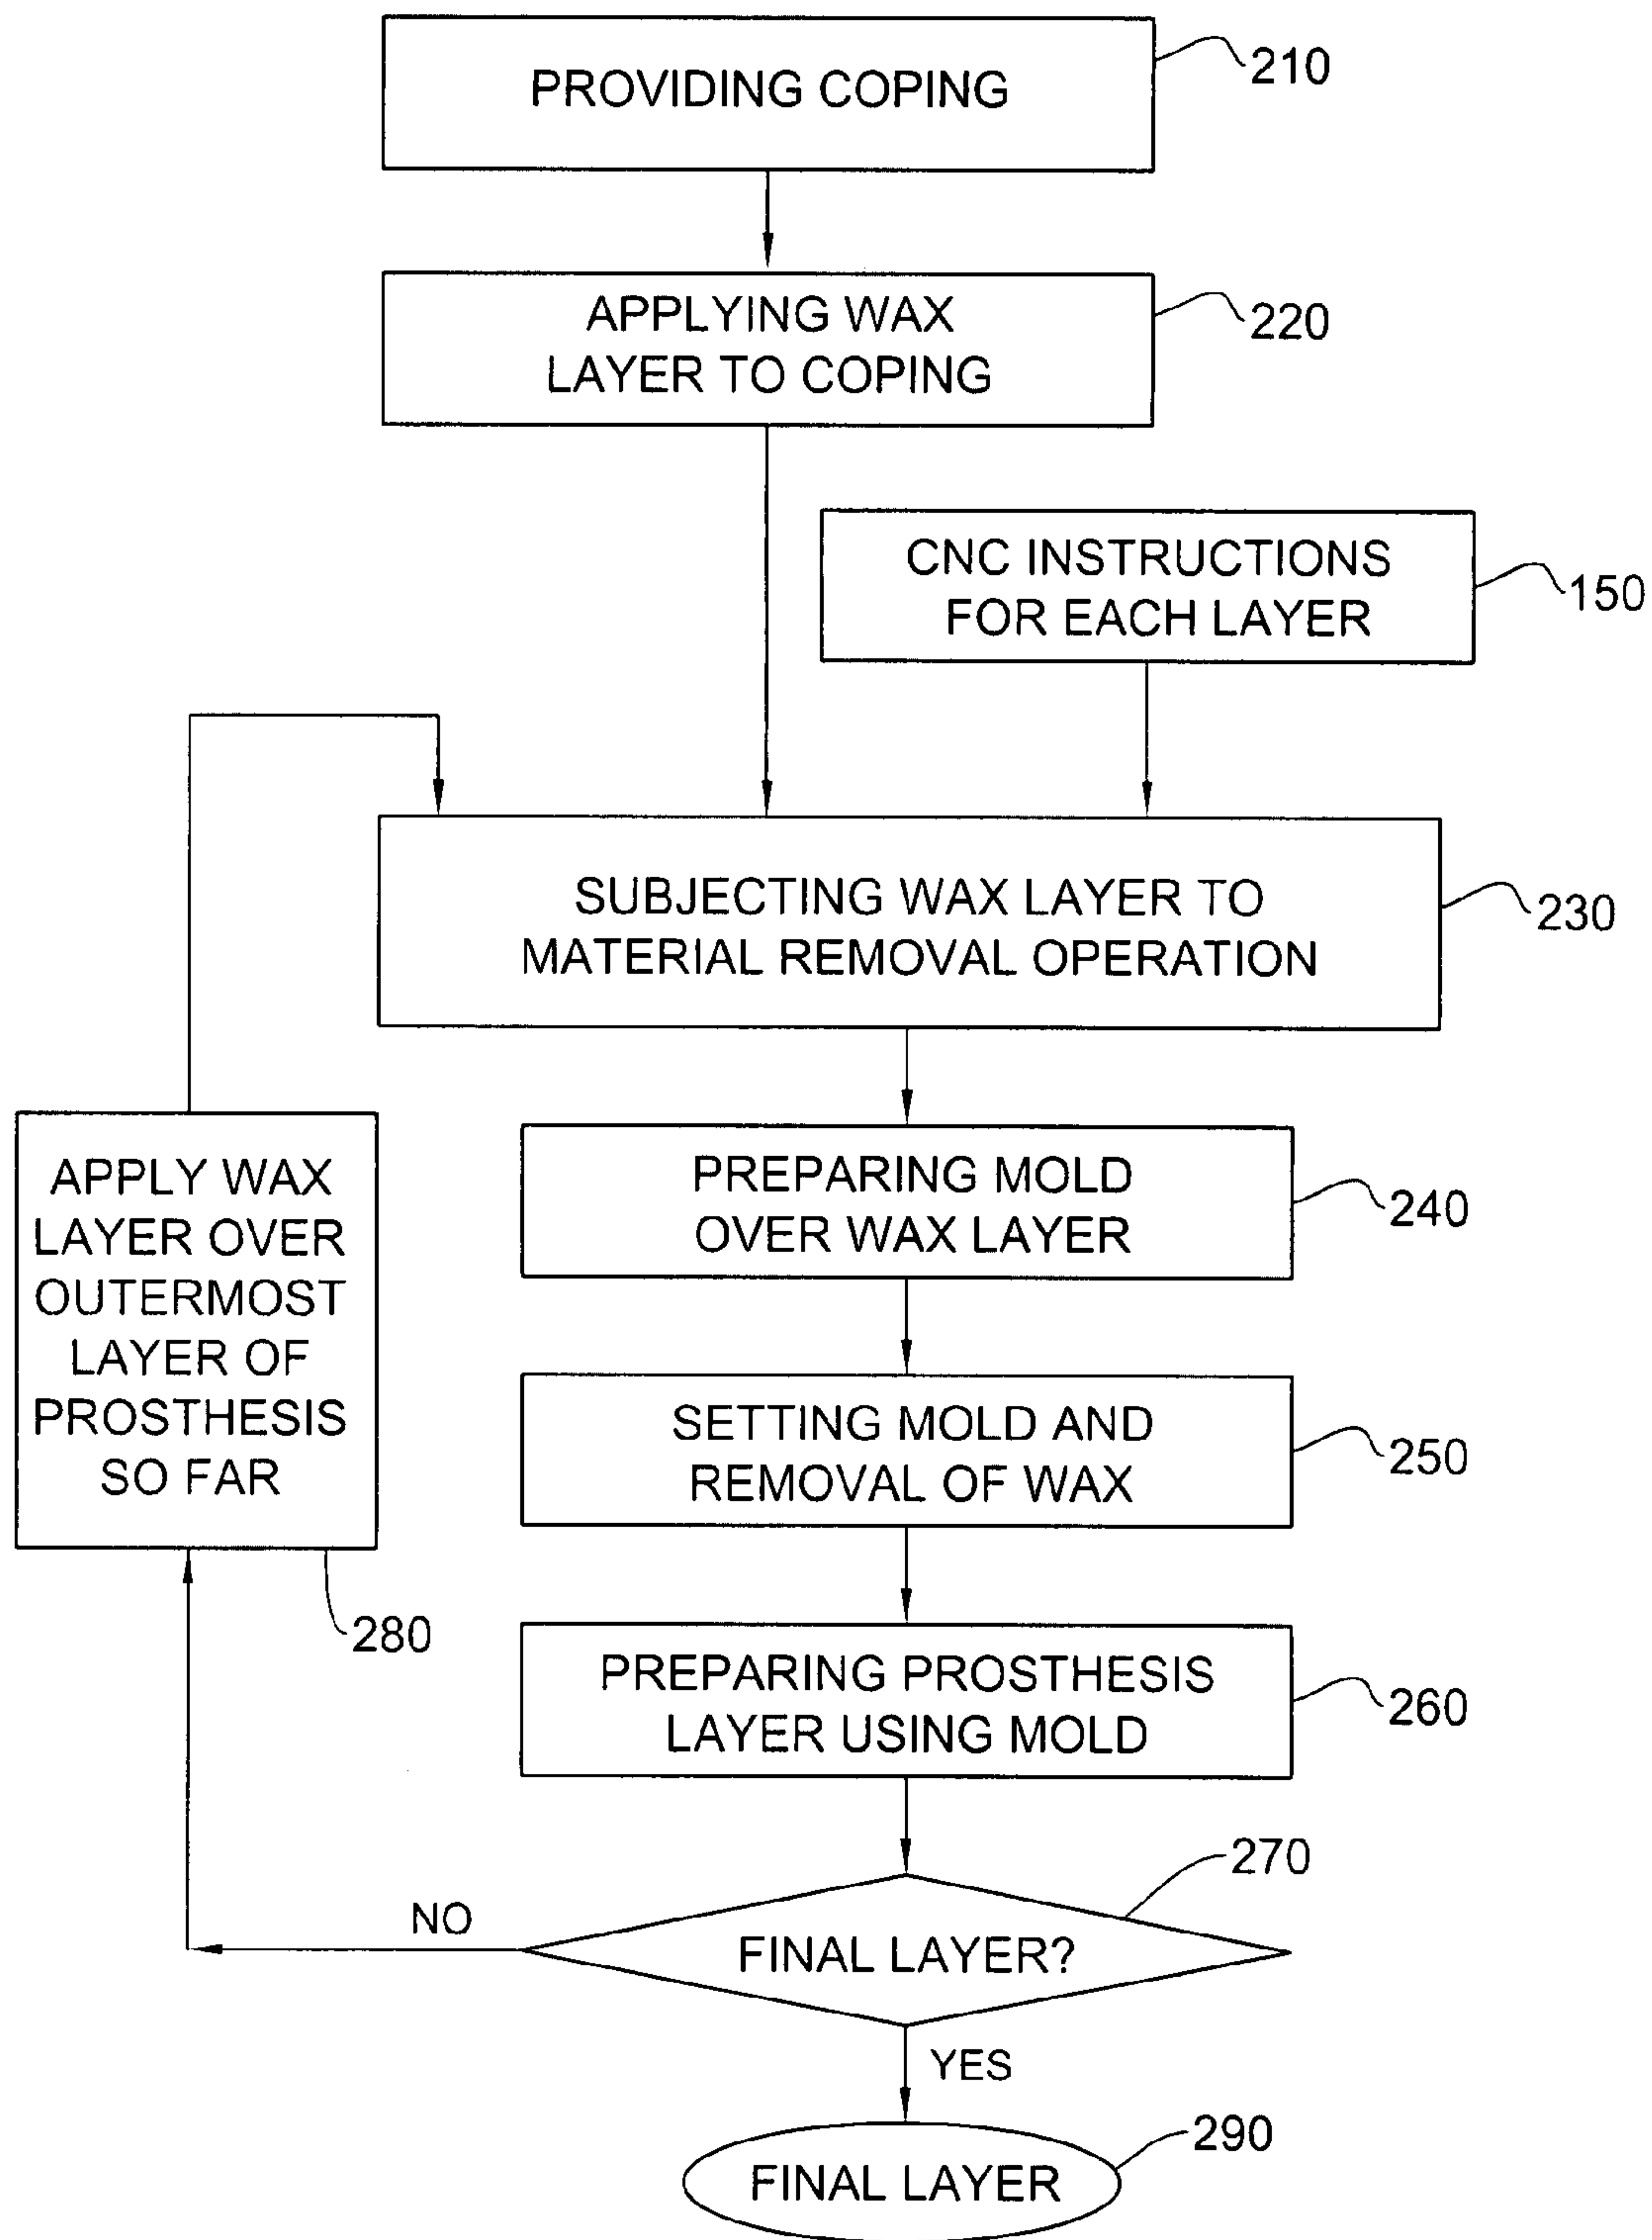 PROVIDING COPING
210
APPLYING WAX
LAYER TO COPING
220
CNC INSTRUCTIONS
FOR EACH LAYER
150
SUBJECTING WAX LAYER TO
MATERIAL REMOVAL OPERATION
230
APPLY WAX
LAYER OVER
OUTERMOST
LAYER OF
PROSTHESIS
SO FAR
280
PREPARING MOLD
OVER WAX LAYER
240
SETTING MOLD AND
REMOVAL OF WAX
250
PREPARING PROSTHESIS
LAYER USING MOLD
260
270
NO
FINAL LAYER?
YES
290
FINAL LAYER